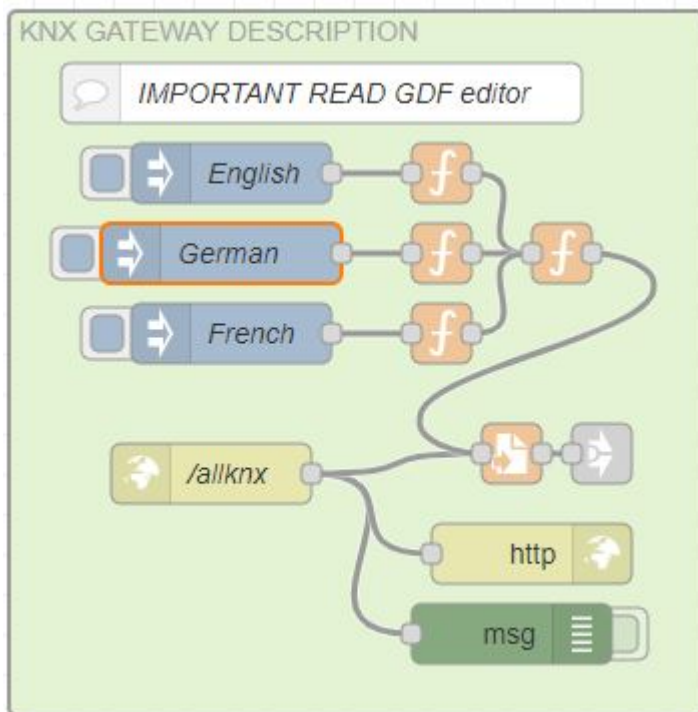 KNX GATEWAY DESCRIPTION
IMPORTANT READ GDF editor
English
German
French
/allknx
http
msg